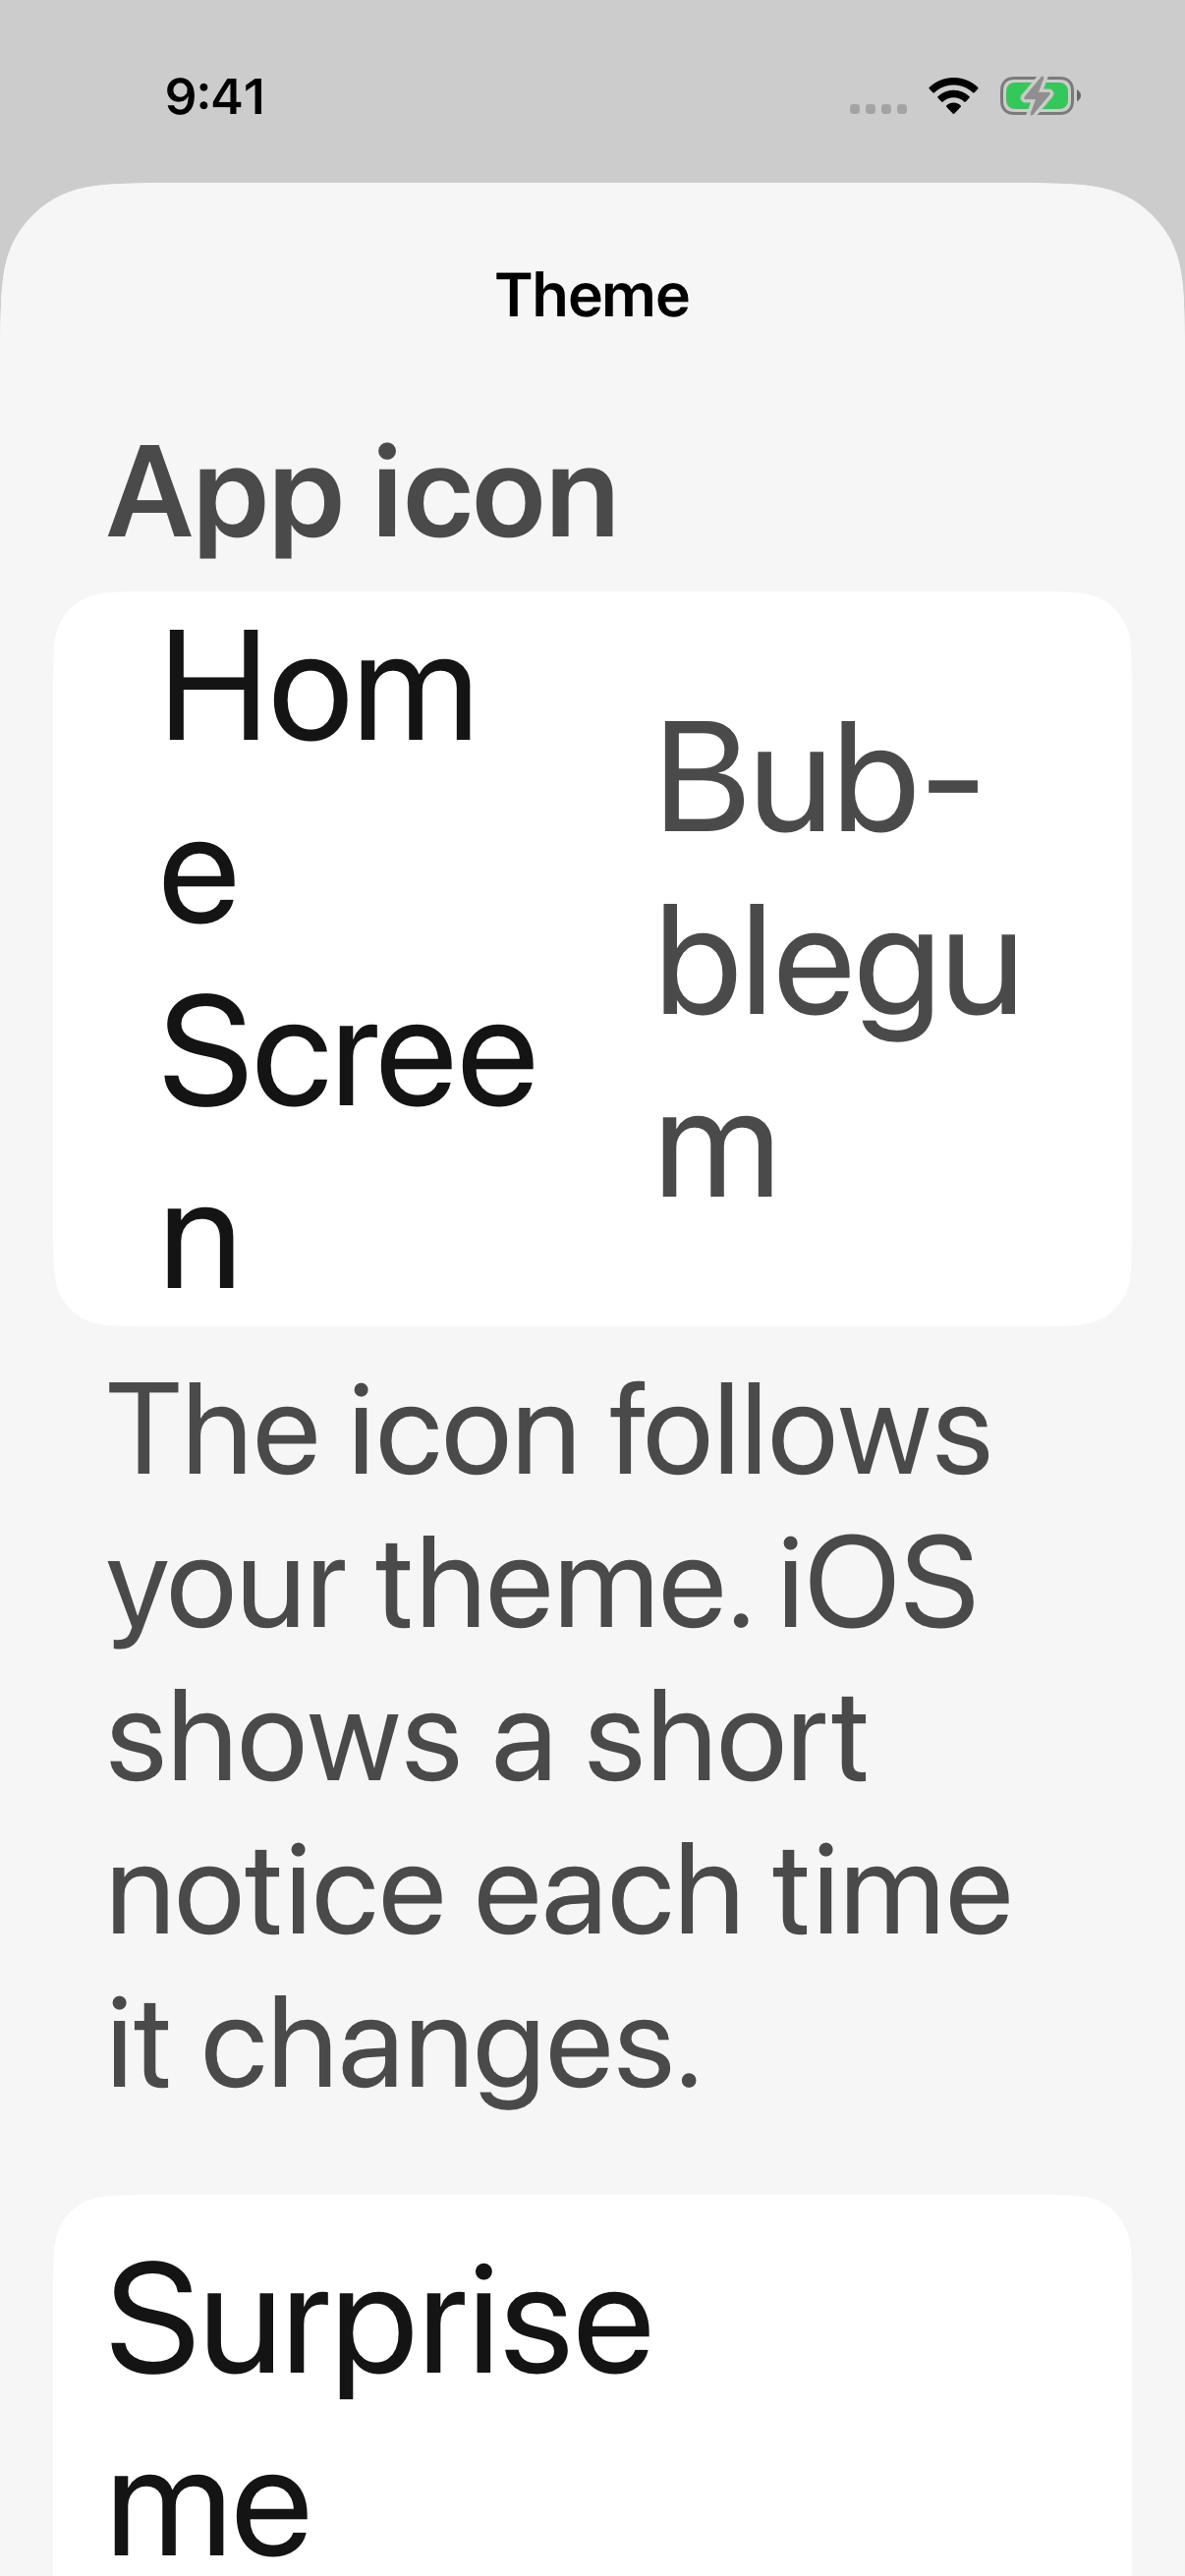 9:41
Theme
App icon
Hom
e
Scree
n
Bub-
blegu
m
The icon follows
your theme. iOS
shows a short
notice each time
it changes.
Surprise
me